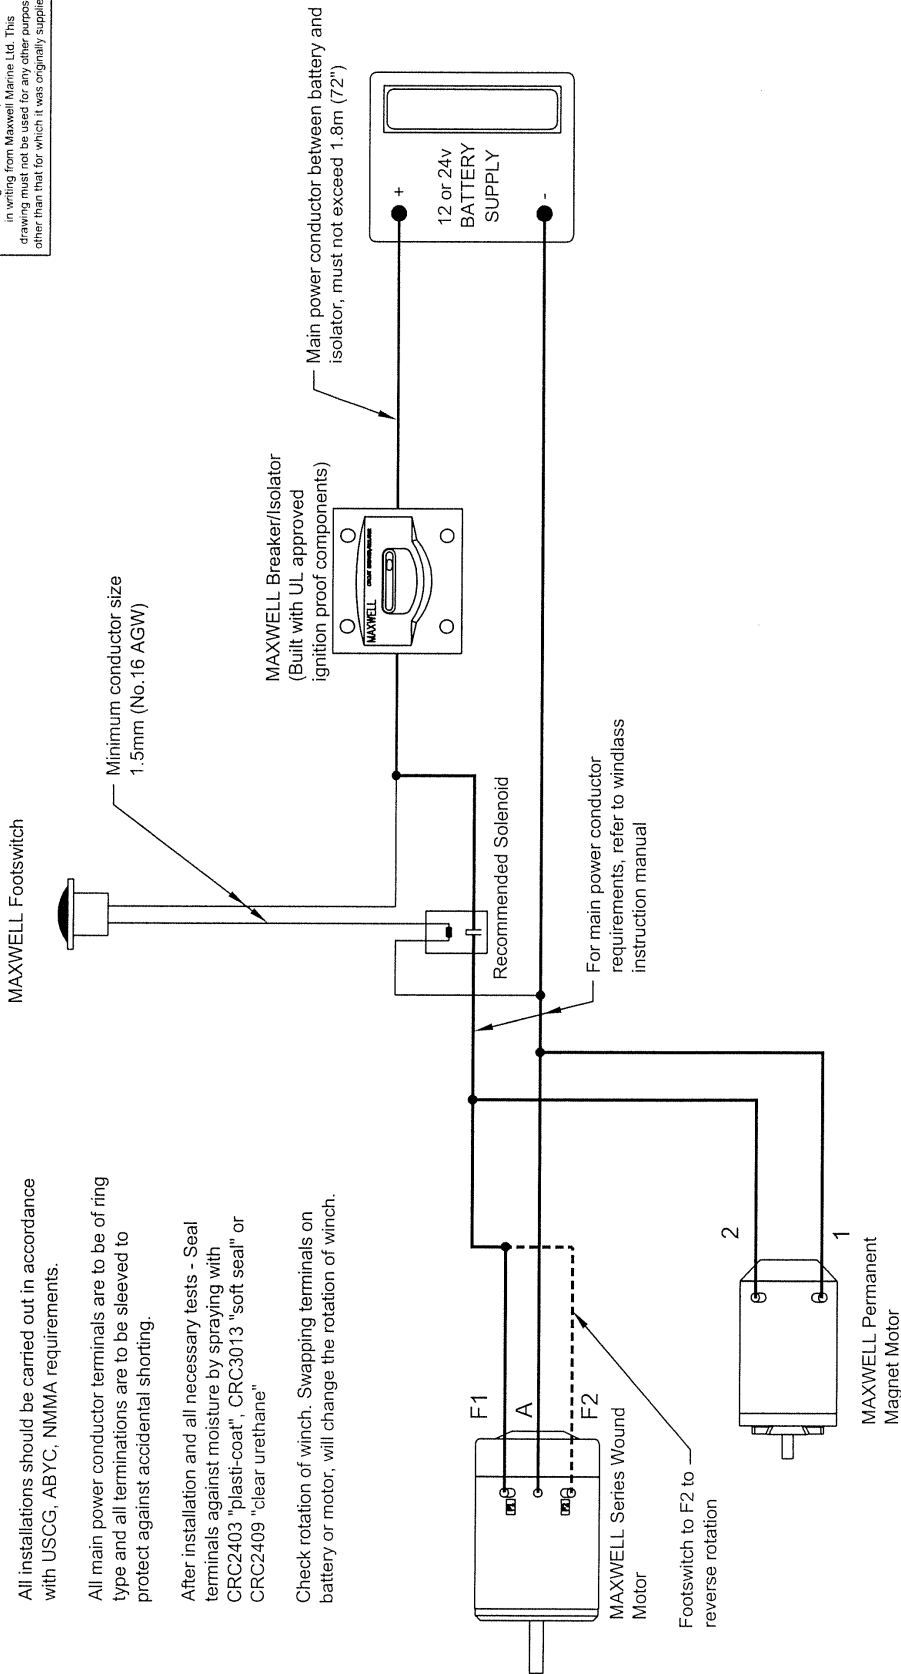 in writing from Maxwell Marine Ltd. This
drawing must not be used for any other purpos
other than that for which it was originally supplie
All installations should be carried out in accordance
with USCG, ABYC, NMMA requirements.
All main power conductor terminals are to be of ring
type and all terminations are to be sleeved to
protect against accidental shorting.
After installation and all necessary tests - Seal
terminals against moisture by spraying with
CRC2403 "plasti-coat", CRC3013 "soft seal" or
CRC2409 "clear urethane"
Check rotation of winch. Swapping terminals on
battery or motor, will change the rotation of winch.
MAXWELL Footswitch
Minimum conductor size
1.5mm (No.16 AGW)
MAXWELL Breaker/Isolator
(Built with UL approved
ignition proof components)
MAXWELL
Main power conductor between battery and
isolator, must not exceed 1.8m (72")
+
12 or 24v
BATTERY
SUPPLY
-
Recommended Solenoid
For main power conductor
requirements, refer to windlass
instruction manual
F1
A
F2
F1
F2
MAXWELL Series Wound
Motor
Footswitch to F2 to
reverse rotation
2
1
MAXWELL Permanent
Magnet Motor